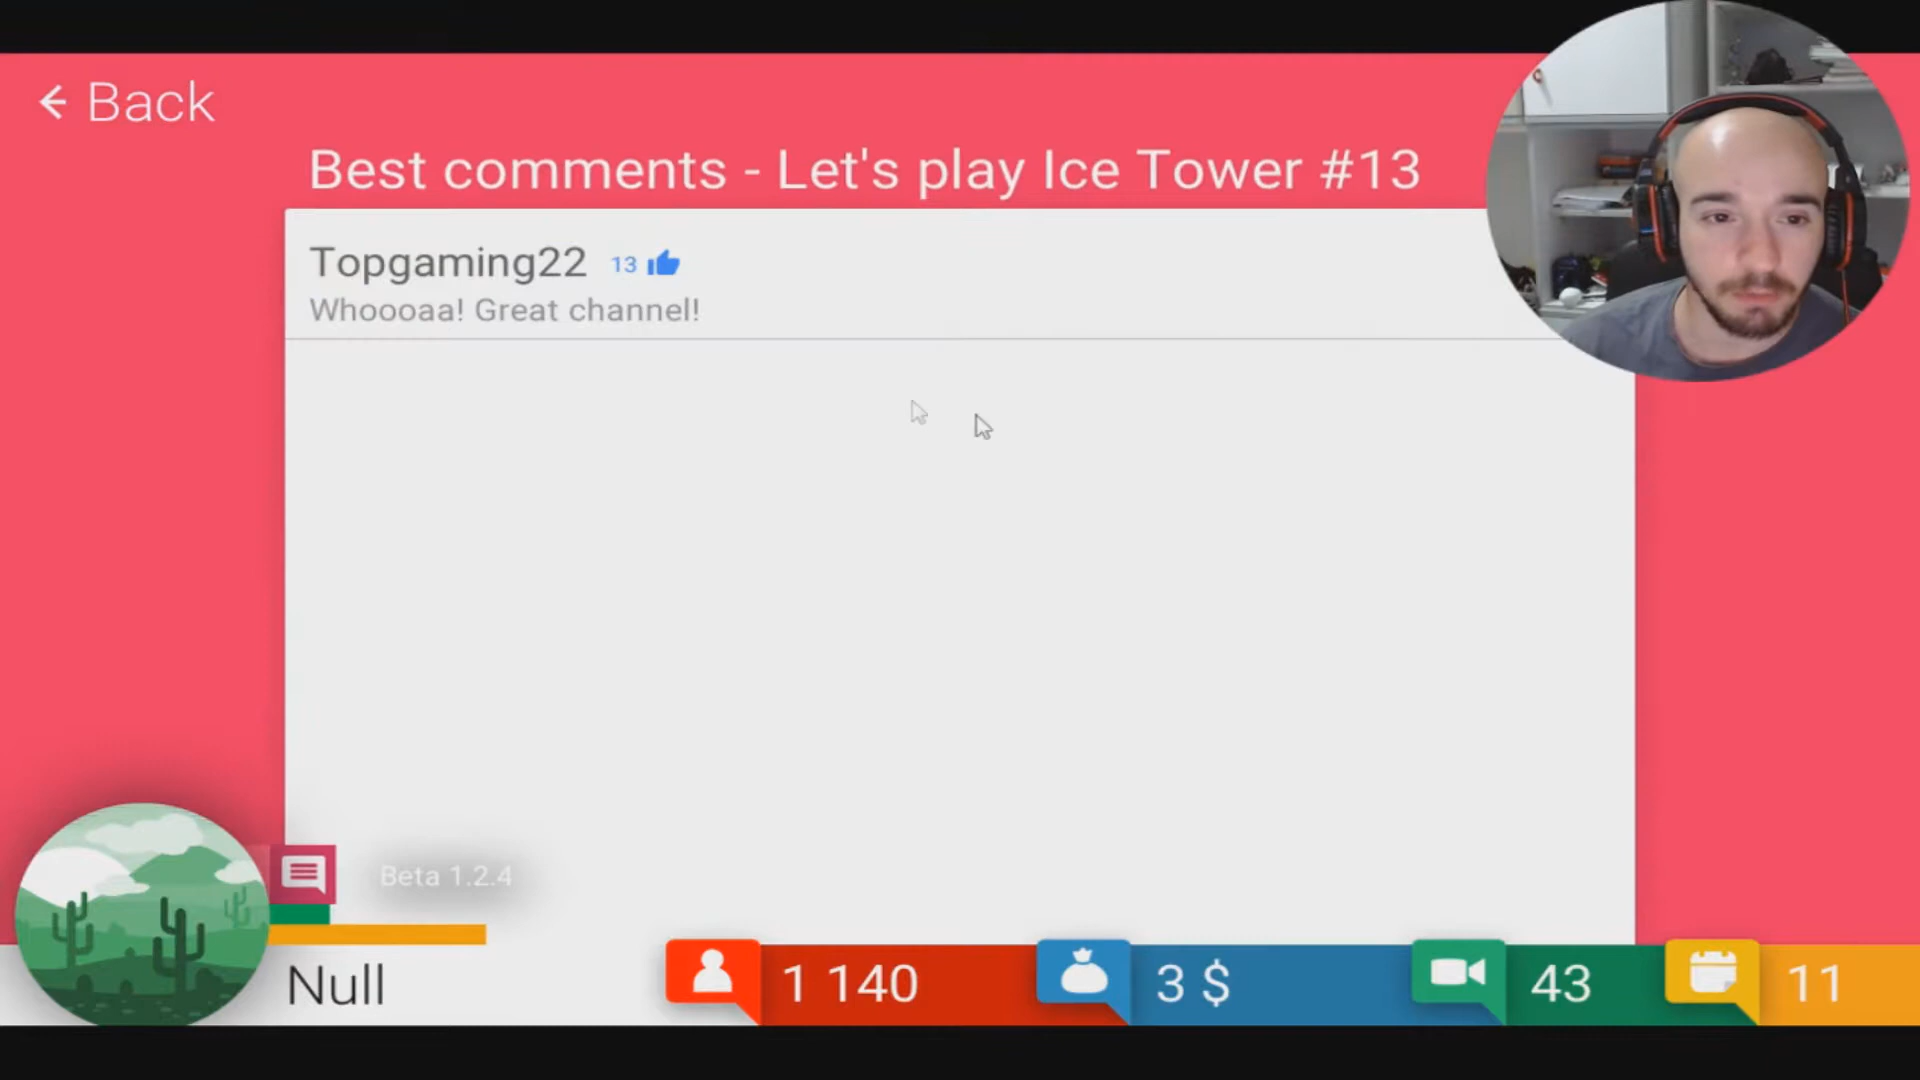 Back
Best comments - Let's play Ice Tower #13
Topgaming22 13
Whoooaa! Great channel!
Beta 1.2.4
Null
1 140
3 $
43
11